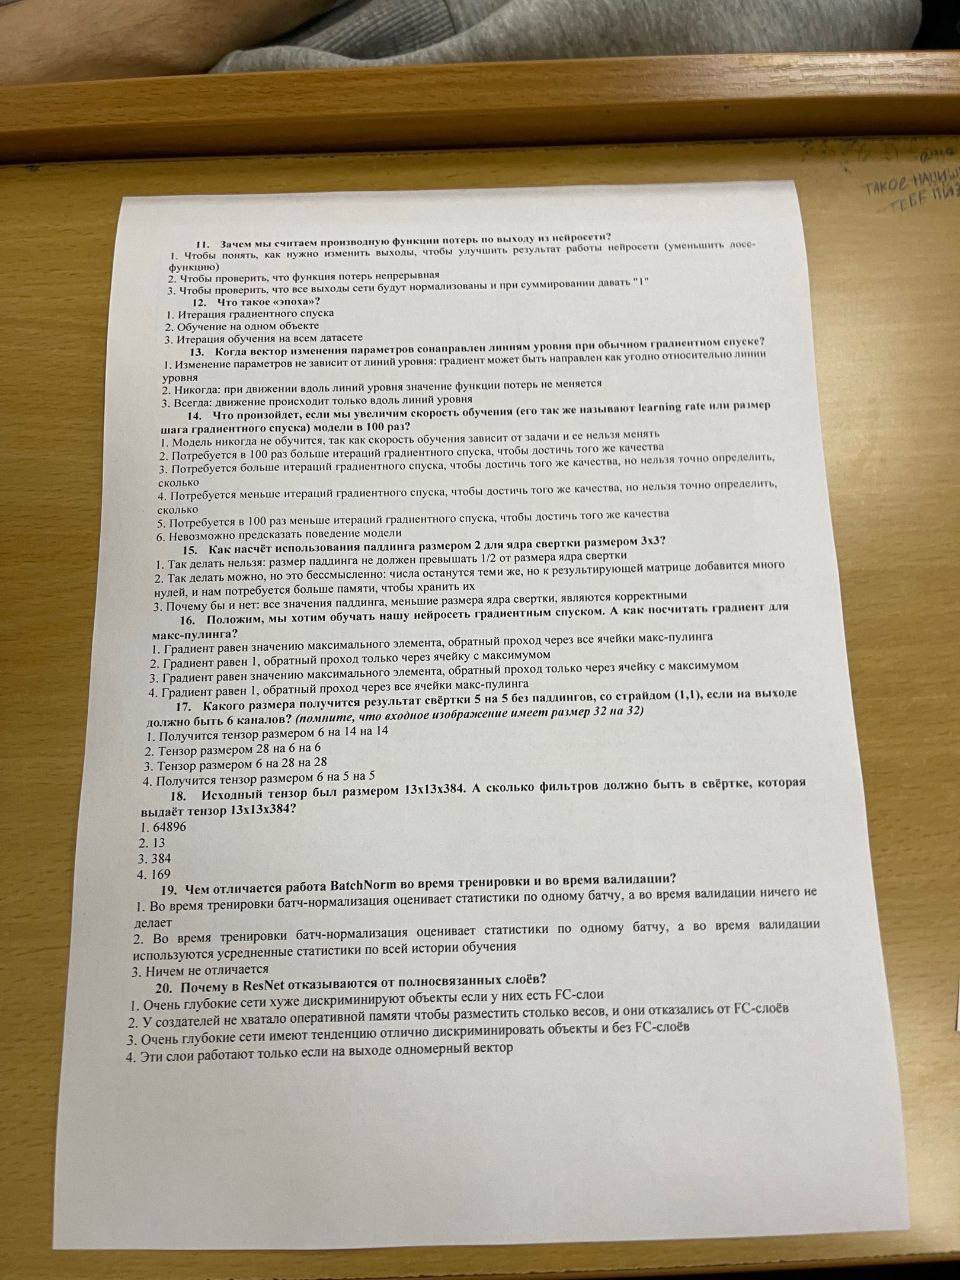 TAKOE НАПИШ
ТЕБЕ ПИЗ
11. Зачем мы считаем производную функции потерь по выходу из нейросети?
1. Чтобы понять, как нужно изменить выходы, чтобы улучшить результат работы нейросети (уменьшить лосс-
функцию)
2. Чтобы проверить, что функция потерь непрерывная
3. Чтобы проверить, что все выходы сети будут нормализованы и при суммировании давать "1"
12. Что такое «эпоха»?
1. Итерация градиентного спуска
2. Обучение на одном объекте
3. Итерация обучения на всем датасете
13. Когда вектор изменения параметров сонаправлен линиям уровня при обычном градиентном спуске?
1. Изменение параметров не зависит от линий уровня: градиент может быть направлен как угодно относительно линии
уровня
2. Никогда: при движении вдоль линий уровня значение функции потерь не меняется
3. Всегда: движение происходит только вдоль линий уровня
14. Что произойдет, если мы увеличим скорость обучения (его так же называют learning rate или размер
шага градиентного спуска) модели в 100 раз?
1. Модель никогда не обучится, так как скорость обучения зависит от задачи и ее нельзя менять
2. Потребуется в 100 раз больше итераций градиентного спуска, чтобы достичь того же качества
3. Потребуется больше итераций градиентного спуска, чтобы достичь того же качества, но нельзя точно определить,
сколько
4. Потребуется меньше итераций градиентного спуска, чтобы достичь того же качества, но нельзя точно определить,
сколько
5. Потребуется в 100 раз меньше итераций градиентного спуска, чтобы достичь того же качества
6. Невозможно предсказать поведение модели
15. Как насчёт использования паддинга размером 2 для ядра свертки размером 3х3?
1. Так делать нельзя: размер паддинга не должен превышать 1/2 от размера ядра свертки
2. Так делать можно, но это бессмысленно: числа останутся теми же, но к результирующей матрице добавится много
нулей, и нам потребуется больше памяти, чтобы хранить их
3. Почему бы и нет: все значения паддинга, меньшие размера ядра свертки, являются корректными
16. Положим, мы хотим обучать нашу нейросеть градиентным спуском. А как посчитать градиент для
макс-пулинга?
1. Градиент равен значению максимального элемента, обратный проход через все ячейки макс-пулинга
2. Градиент равен 1, обратный проход только через ячейку с максимумом
3. Градиент равен значению максимального элемента, обратный проход только через ячейку с максимумом
4. Градиент равен 1, обратный проход через все ячейки макс-пулинга
17. Какого размера получится результат свёртки 5 на 5 без паддингов, со страйдом (1,1), если на выходе
должно быть 6 каналов? (помните, что входное изображение имеет размер 32 на 32)
1. Получится тензор размером 6 на 14 на 14
2. Тензор размером 28 на 6 на 6
3. Тензор размером 6 на 28 на 28
4. Получится тензор размером 6 на 5 на 5
18. Исходный тензор был размером 13х13х384. А сколько фильтров должно быть в свёртке, которая
выдаёт тензор 13х13х384?
1. 64896
2. 13
3. 384
4. 169
19. Чем отличается работа BatchNorm во время тренировки и во время валидации?
1. Во время тренировки батч-нормализация оценивает статистики по одному батчу, а во время валидации ничего не
делает
2. Во время тренировки батч-нормализация оценивает статистики по одному батчу, а во время валидации
используются усредненные статистики по всей истории обучения
3. Ничем не отличается
20. Почему в ResNet отказываются от полносвязанных слоёв?
1. Очень глубокие сети хуже дискриминируют объекты если у них есть FC-слои
2. У создателей не хватало оперативной памяти чтобы разместить столько весов, и они отказались от FC-слоёв
3. Очень глубокие сети имеют тенденцию отлично дискриминировать объекты и без FC-слоёв
4. Эти слои работают только если на выходе одномерный вектор